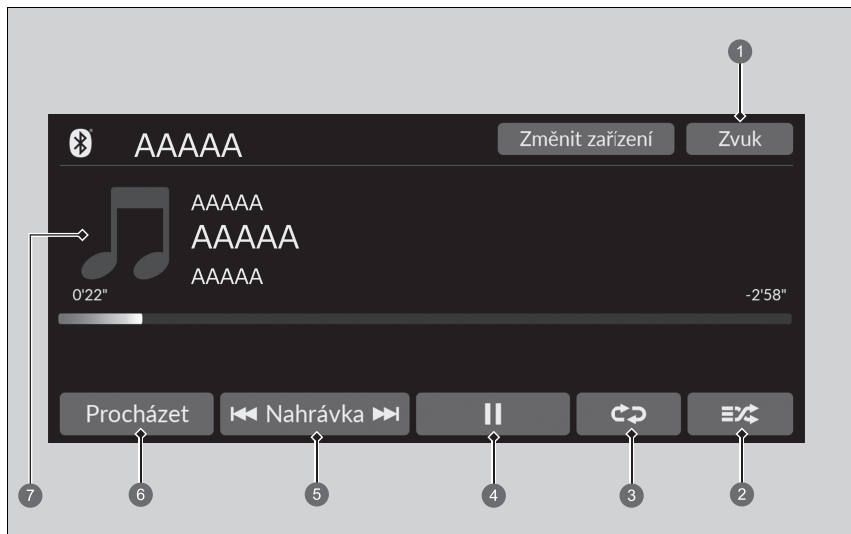 1
AAAAA Změnit zařízení Zvuk
AAAAA
AAAAA
AAAAA
7
0'22" -2'58"
Procházet Nahrávka
6 5 4 3 2